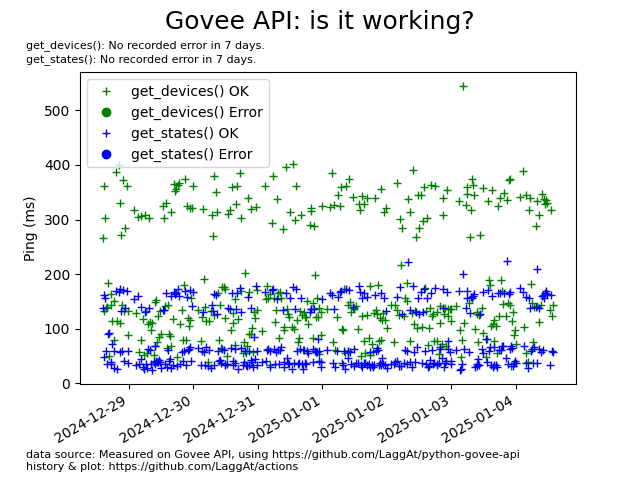 Govee API: is it working?
get_devices(): No recorded error in 7 days.
get_states(): No recorded error in 7 days.
get_devices() OK
get_devices() Error
get_states() OK
get_states() Error
Ping (ms)
500
400
300
200
100
0
2024-12-29
2024-12-30
2024-12-31
2025-01-01
2025-01-02
2025-01-03
2025-01-04
data source: Measured on Govee API, using https://github.com/LaggAt/python-govee-api
history & plot: https://github.com/LaggAt/actions